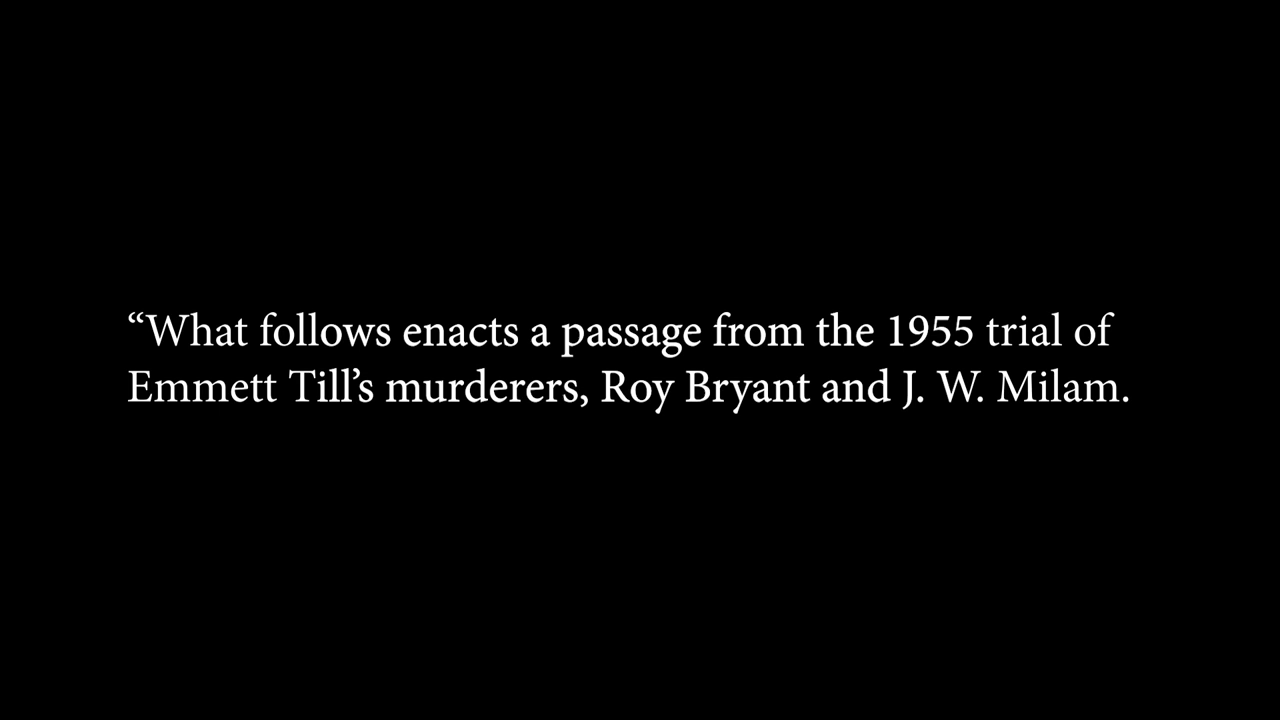 “What follows enacts a passage from the 1955 trial of
Emmett Till’s murderers, Roy Bryant and J. W. Milam.